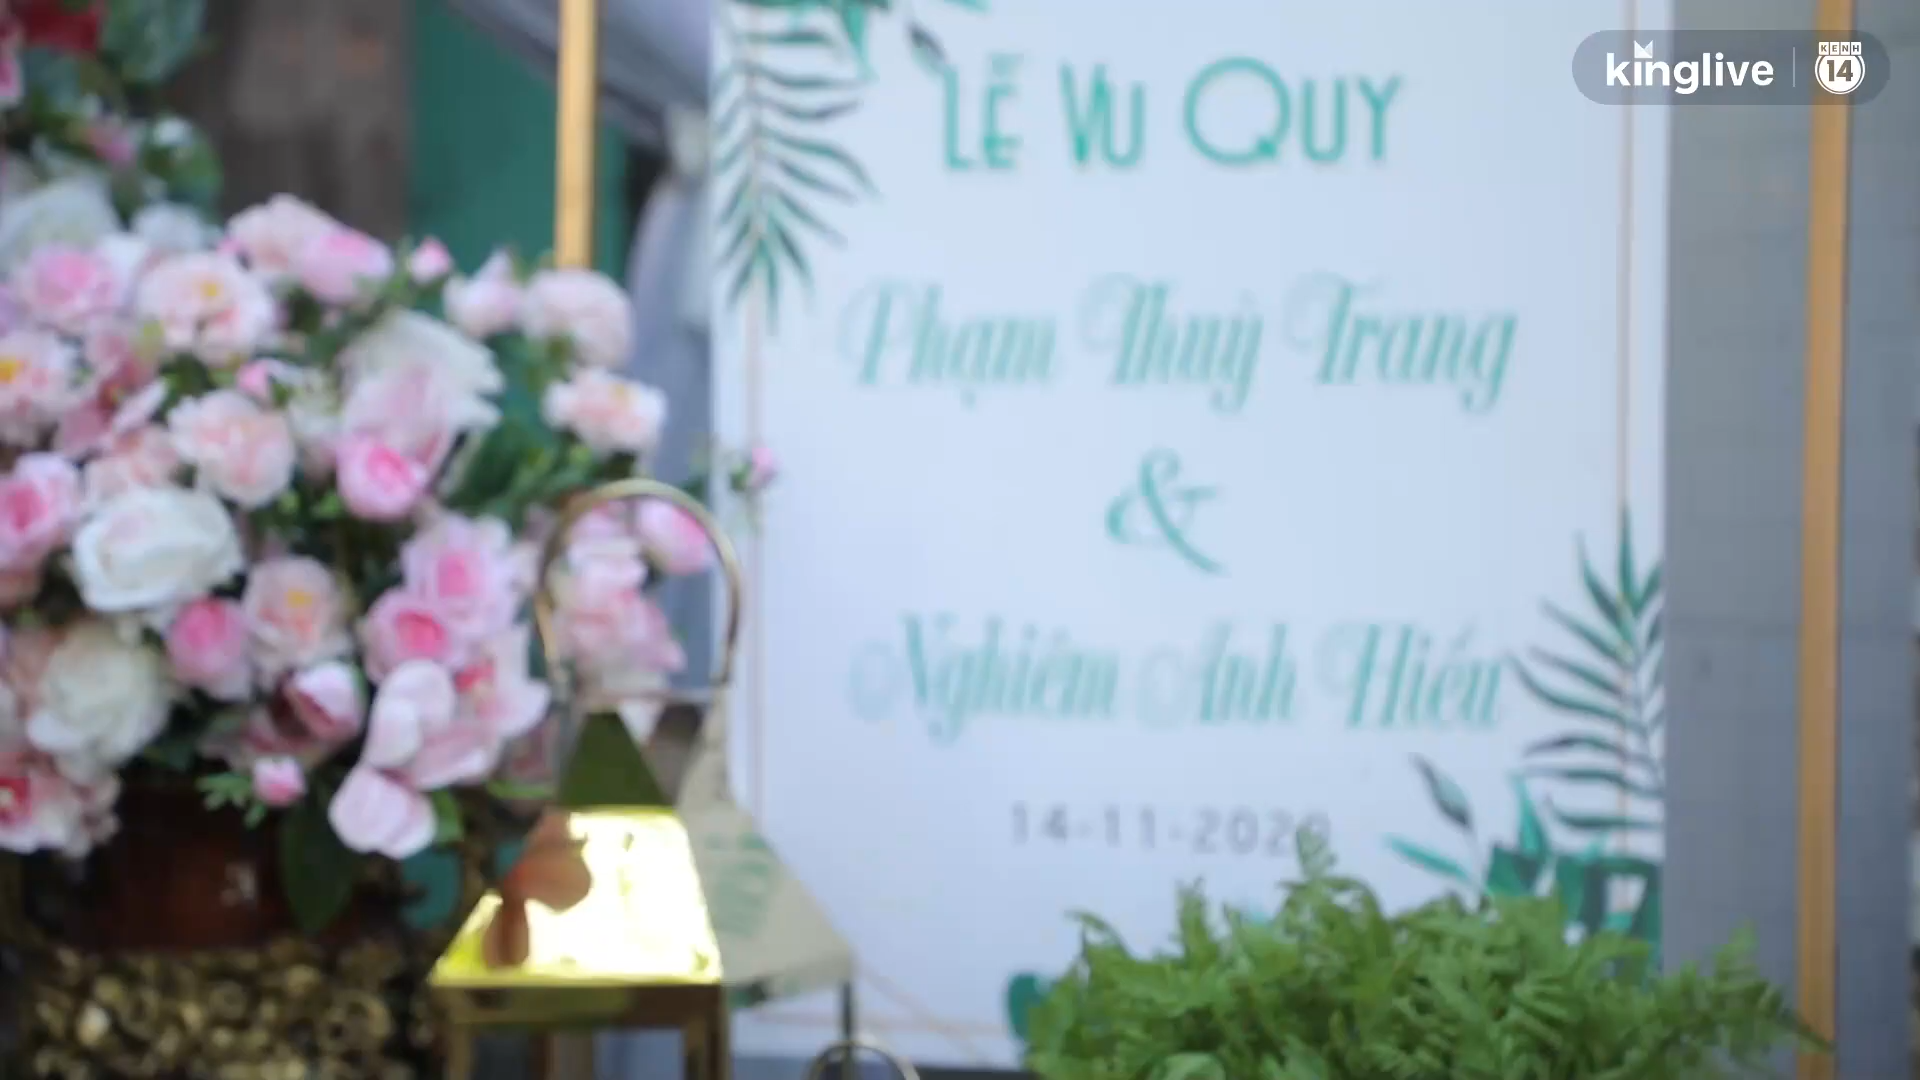 kinglive
KENH
14
LỄ VU QUY
Phạm Thuỳ Trang
&
Nghiêm Anh Hiếu
14-11-2020